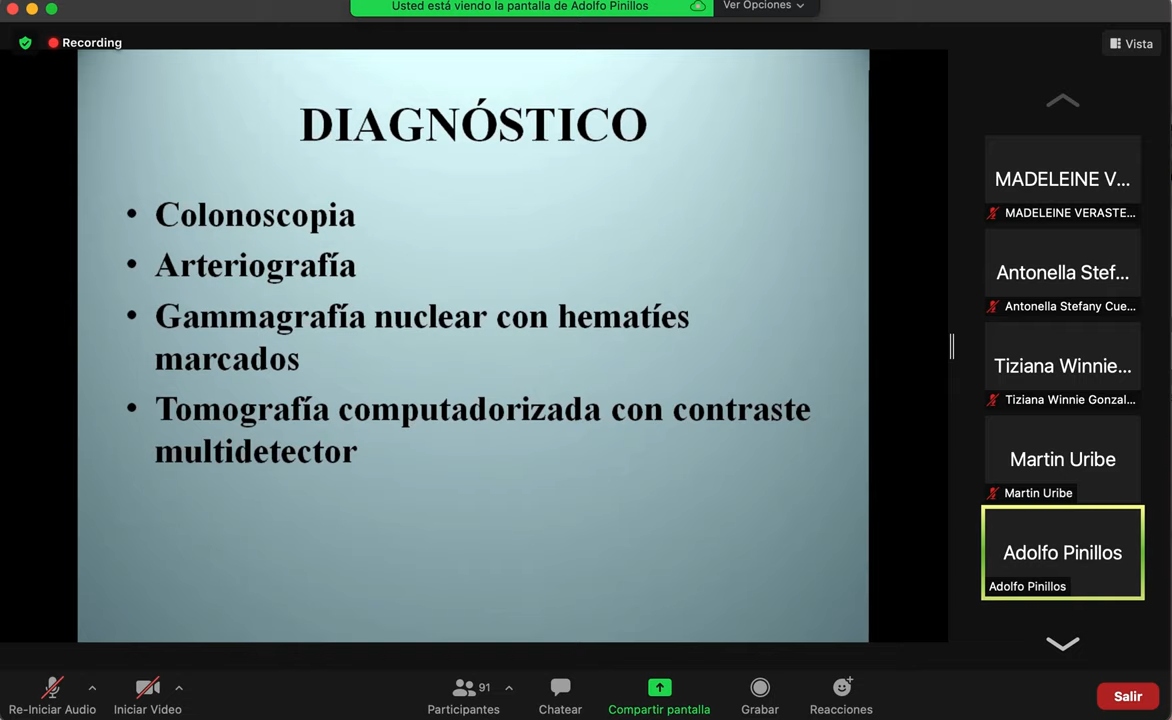 Usted está viendo la pantalla de Adolfo Pinillos
Ver Opciones
Recording
Vista
DIAGNÓSTICO
• Colonoscopia
• Arteriografía
• Gammagrafía nuclear con hematíes
marcados
• Tomografía computadorizada con contraste
multidetector
MADELEINE V...
MADELEINE VERASTE...
Antonella Stef...
Antonella Stefany Cue...
Tiziana Winnie...
Tiziana Winnie Gonzal...
Martin Uribe
Martin Uribe
Adolfo Pinillos
Adolfo Pinillos
Re-Iniciar Audio
Iniciar Video
91
Participantes
Chatear
Compartir pantalla
Grabar
Reacciones
Salir